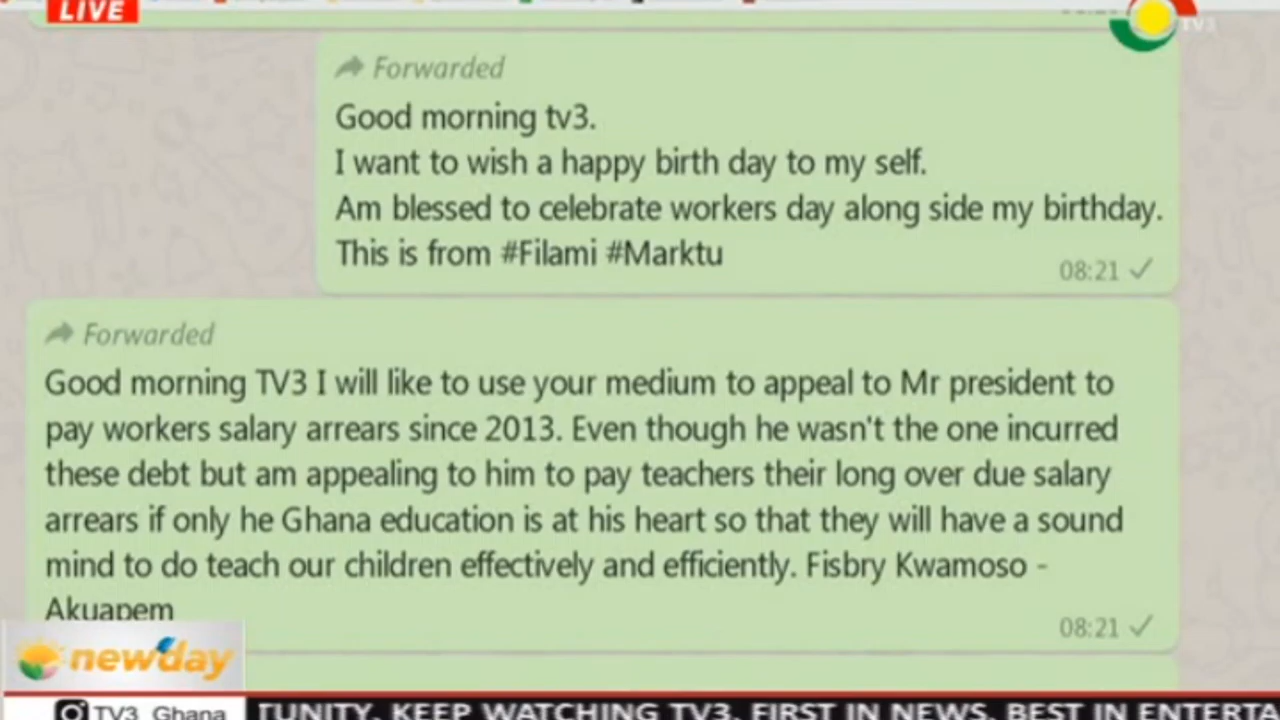 LIVE
TV3
Forwarded
Good morning tv3.
I want to wish a happy birth day to my self.
Am blessed to celebrate workers day along side my birthday.
This is from #Filami #Marktu
08:21
Forwarded
Good morning TV3 I will like to use your medium to appeal to Mr president to
pay workers salary arrears since 2013. Even though he wasn't the one incurred
these debt but am appealing to him to pay teachers their long over due salary
arrears if only he Ghana education is at his heart so that they will have a sound
mind to do teach our children effectively and efficiently. Fisbry Kwamoso -
Akuapem
08:21
newday
TV3_Ghana
TUNITY, KEEP WATCHING TV3, FIRST IN NEWS, BEST IN ENTERTA